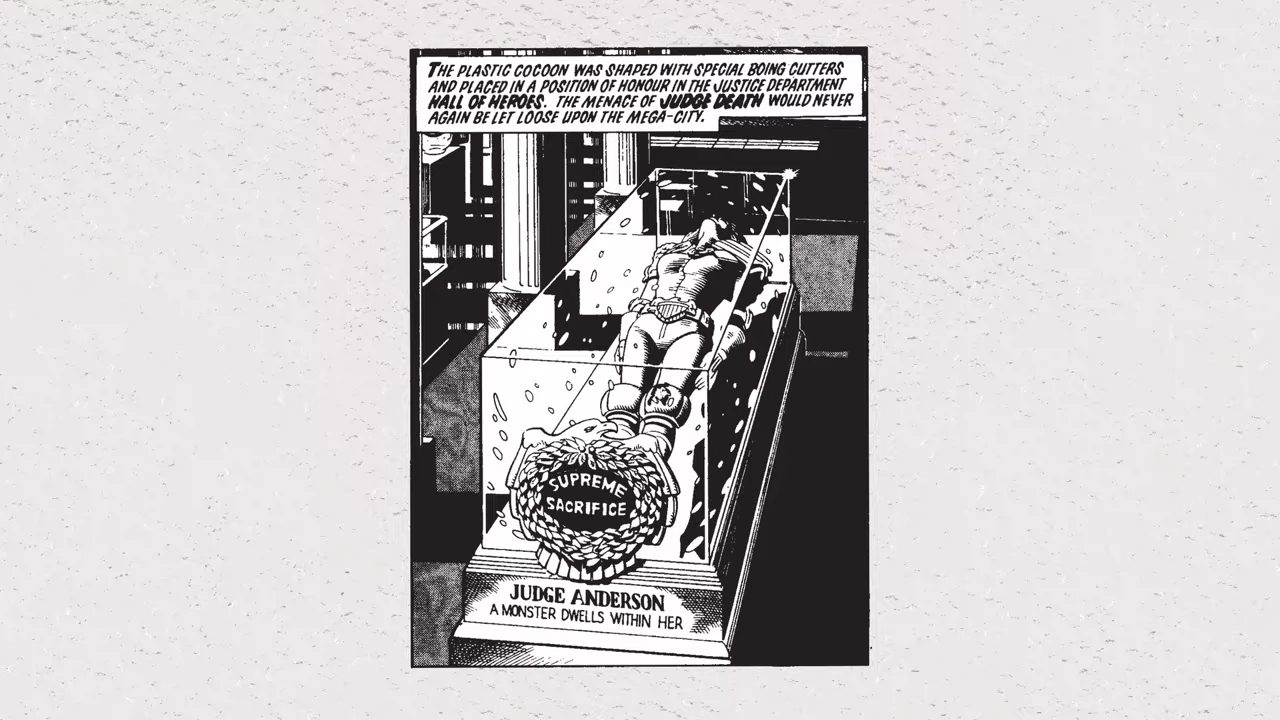 THE PLASTIC COCOON WAS SHAPED WITH SPECIAL BOING CUTTERS
AND PLACED IN A POSITION OF HONOUR IN THE JUSTICE DEPARTMENT
HALL OF HEROES. THE MENACE OF JUDGE DEATH WOULD NEVER
AGAIN BE LET LOOSE UPON THE MEGA-CITY.
SUPREME
SACRIFICE
JUDGE ANDERSON
A MONSTER DWELLS WITHIN HER